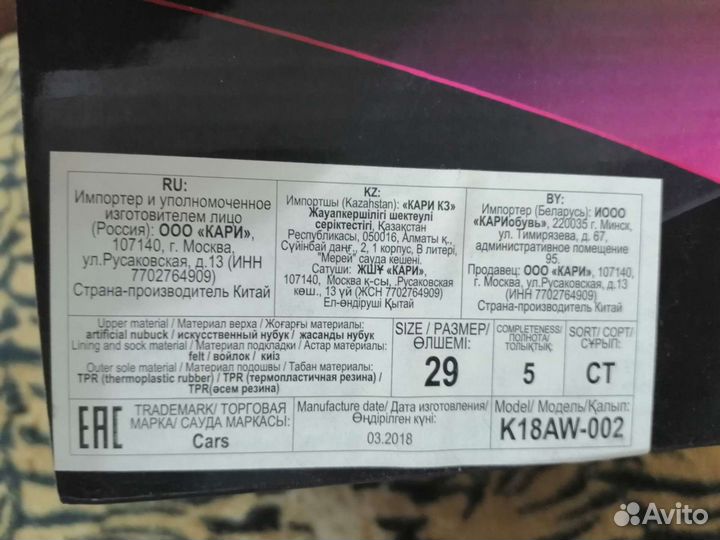 RU:
Импортер и уполномоченное
изготовителем лицо
(Россия): ООО «КАРИ»,
107140, г. Москва,
ул.Русаковская, д.13 (ИНН
7702764909)
Страна-производитель Китай
KZ:
Импортшы (Kazahstan): «КАРИ КЗ»
Жауапкершілігі шектеулі
серіктестігі, Қазақстан
Республикасы, 050016, Алматы қ.,
Сүйінбай даңғ., 2, 1 корпус, В литері,
"Мерей" сауда кешені.
Сатушы: ЖШҰ «КАРИ»,
107140, Москва қ-сы, ,Русаковская
көш., 13 үй (ЖСН 7702764909)
Ел-өндіруші Қытай
BY:
Импортер (Беларусь): ИООО
«КАРИобувь», 220035 г. Минск,
ул. Тимирязева, д. 67,
административное помещение
95.
Продавец: ООО «КАРИ», 107140,
г. Москва, ул.Русаковская, д.13
(ИНН 7702764909)
Страна-производитель Китай
Upper material / Материал верха / Жоғарғы материалы:
artificial nubuck / искусственный нубук / жасанды нубук
Lining and sock material / Материал подкладки / Астар материалы:
felt / войлок / киіз
Outer sole material / Материал подошвы / Табан материалы:
TPR (thermoplastic rubber) / TPR (термопластичная резина) /
TPR(әсем резина)
SIZE / РАЗМЕР/
ӨЛШЕМІ:
29
COMPLETENESS/
ПОЛНОТА/
ТОЛЫҚТЫҚ:
5
SORT/ СОРТ/
СҰРЫП:
СТ
EAC
TRADEMARK/ ТОРГОВАЯ
МАРКА/ САУДА МАРКАСЫ:
Cars
Manufacture date/ Дата изготовления /
Өндірілген күні:
03.2018
Model/ Модель/Қалып:
K18AW-002
Avito